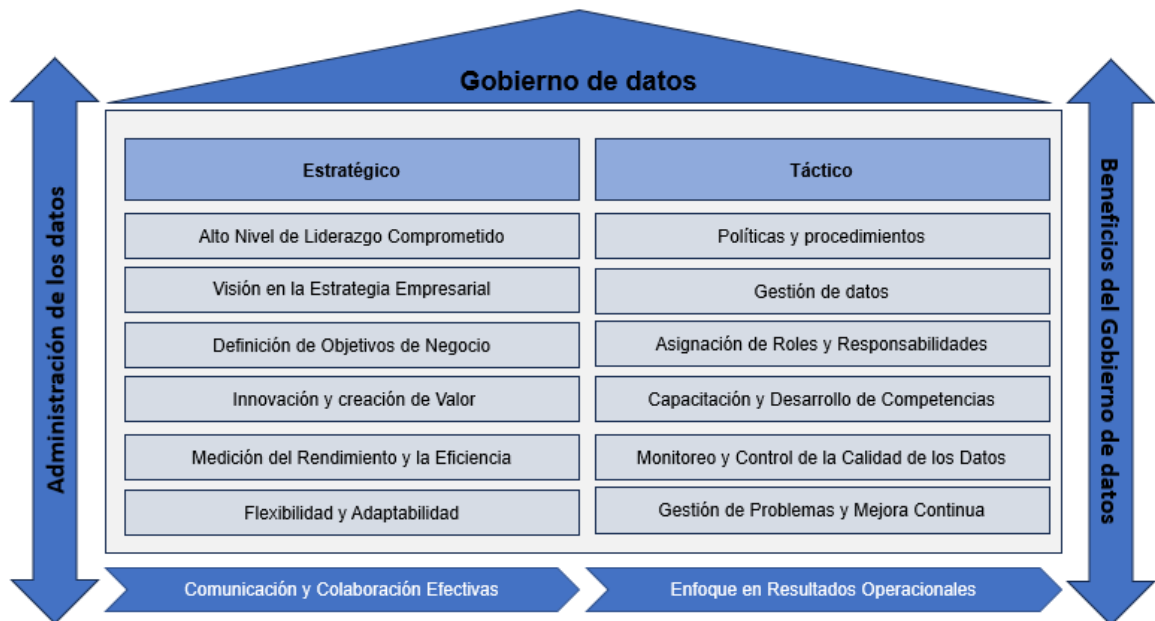 Gobierno de datos
Administración de los datos
Beneficios del Gobierno de datos
Estratégico
Táctico
Alto Nivel de Liderazgo Comprometido
Políticas y procedimientos
Visión en la Estrategia Empresarial
Gestión de datos
Definición de Objetivos de Negocio
Asignación de Roles y Responsabilidades
Innovación y creación de Valor
Capacitación y Desarrollo de Competencias
Medición del Rendimiento y la Eficiencia
Monitoreo y Control de la Calidad de los Datos
Flexibilidad y Adaptabilidad
Gestión de Problemas y Mejora Continua
Comunicación y Colaboración Efectivas
Enfoque en Resultados Operacionales